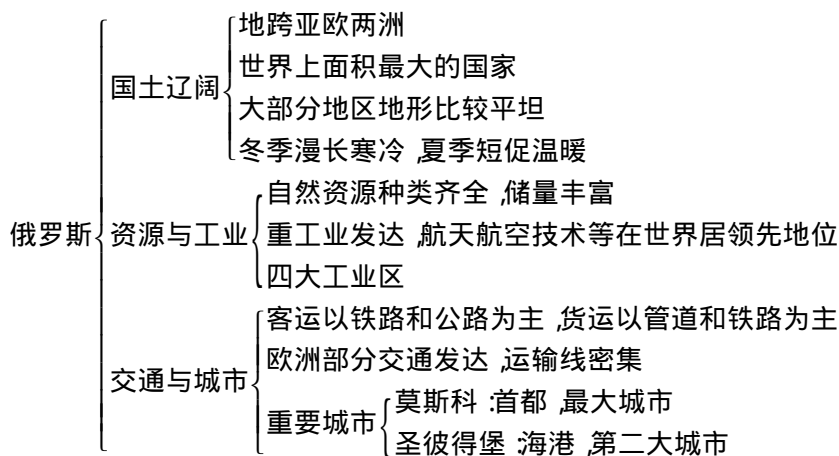 地跨亚欧两洲
世界上面积最大的国家
国土辽阔
大部分地区地形比较平坦
冬季漫长寒冷,夏季短促温暖
自然资源种类齐全,储量丰富
俄罗斯
资源与工业
重工业发达,航天航空技术等在世界居领先地位
四大工业区
客运以铁路和公路为主,货运以管道和铁路为主
欧洲部分交通发达,运输线密集
交通与城市
莫斯科:首都,最大城市
重要城市
圣彼得堡:海港,第二大城市